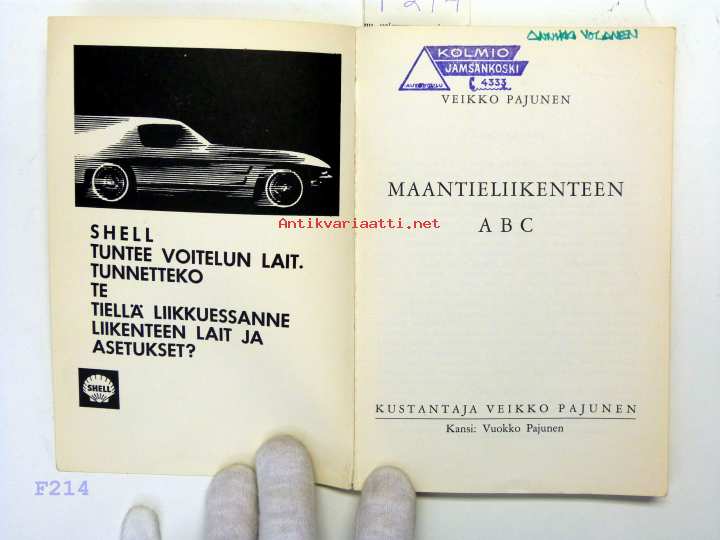 SHELL
TUNTEE VOITELUN LAIT.
TUNNETTEKO
TE
TIELLÄ LIIKKUESSANNE
LIIKENTEEN LAIT JA
ASETUKSET?
SHELL
F214
KOLMIO
JÄMSÄNKOSKI
AUTOKOULU
4333
VEIKKO PAJUNEN
MAANTIELIIKENTEEN
ABC
Antikvariaatti.net
KUSTANTAJA VEIKKO PAJUNEN
Kansi: Vuokko Pajunen